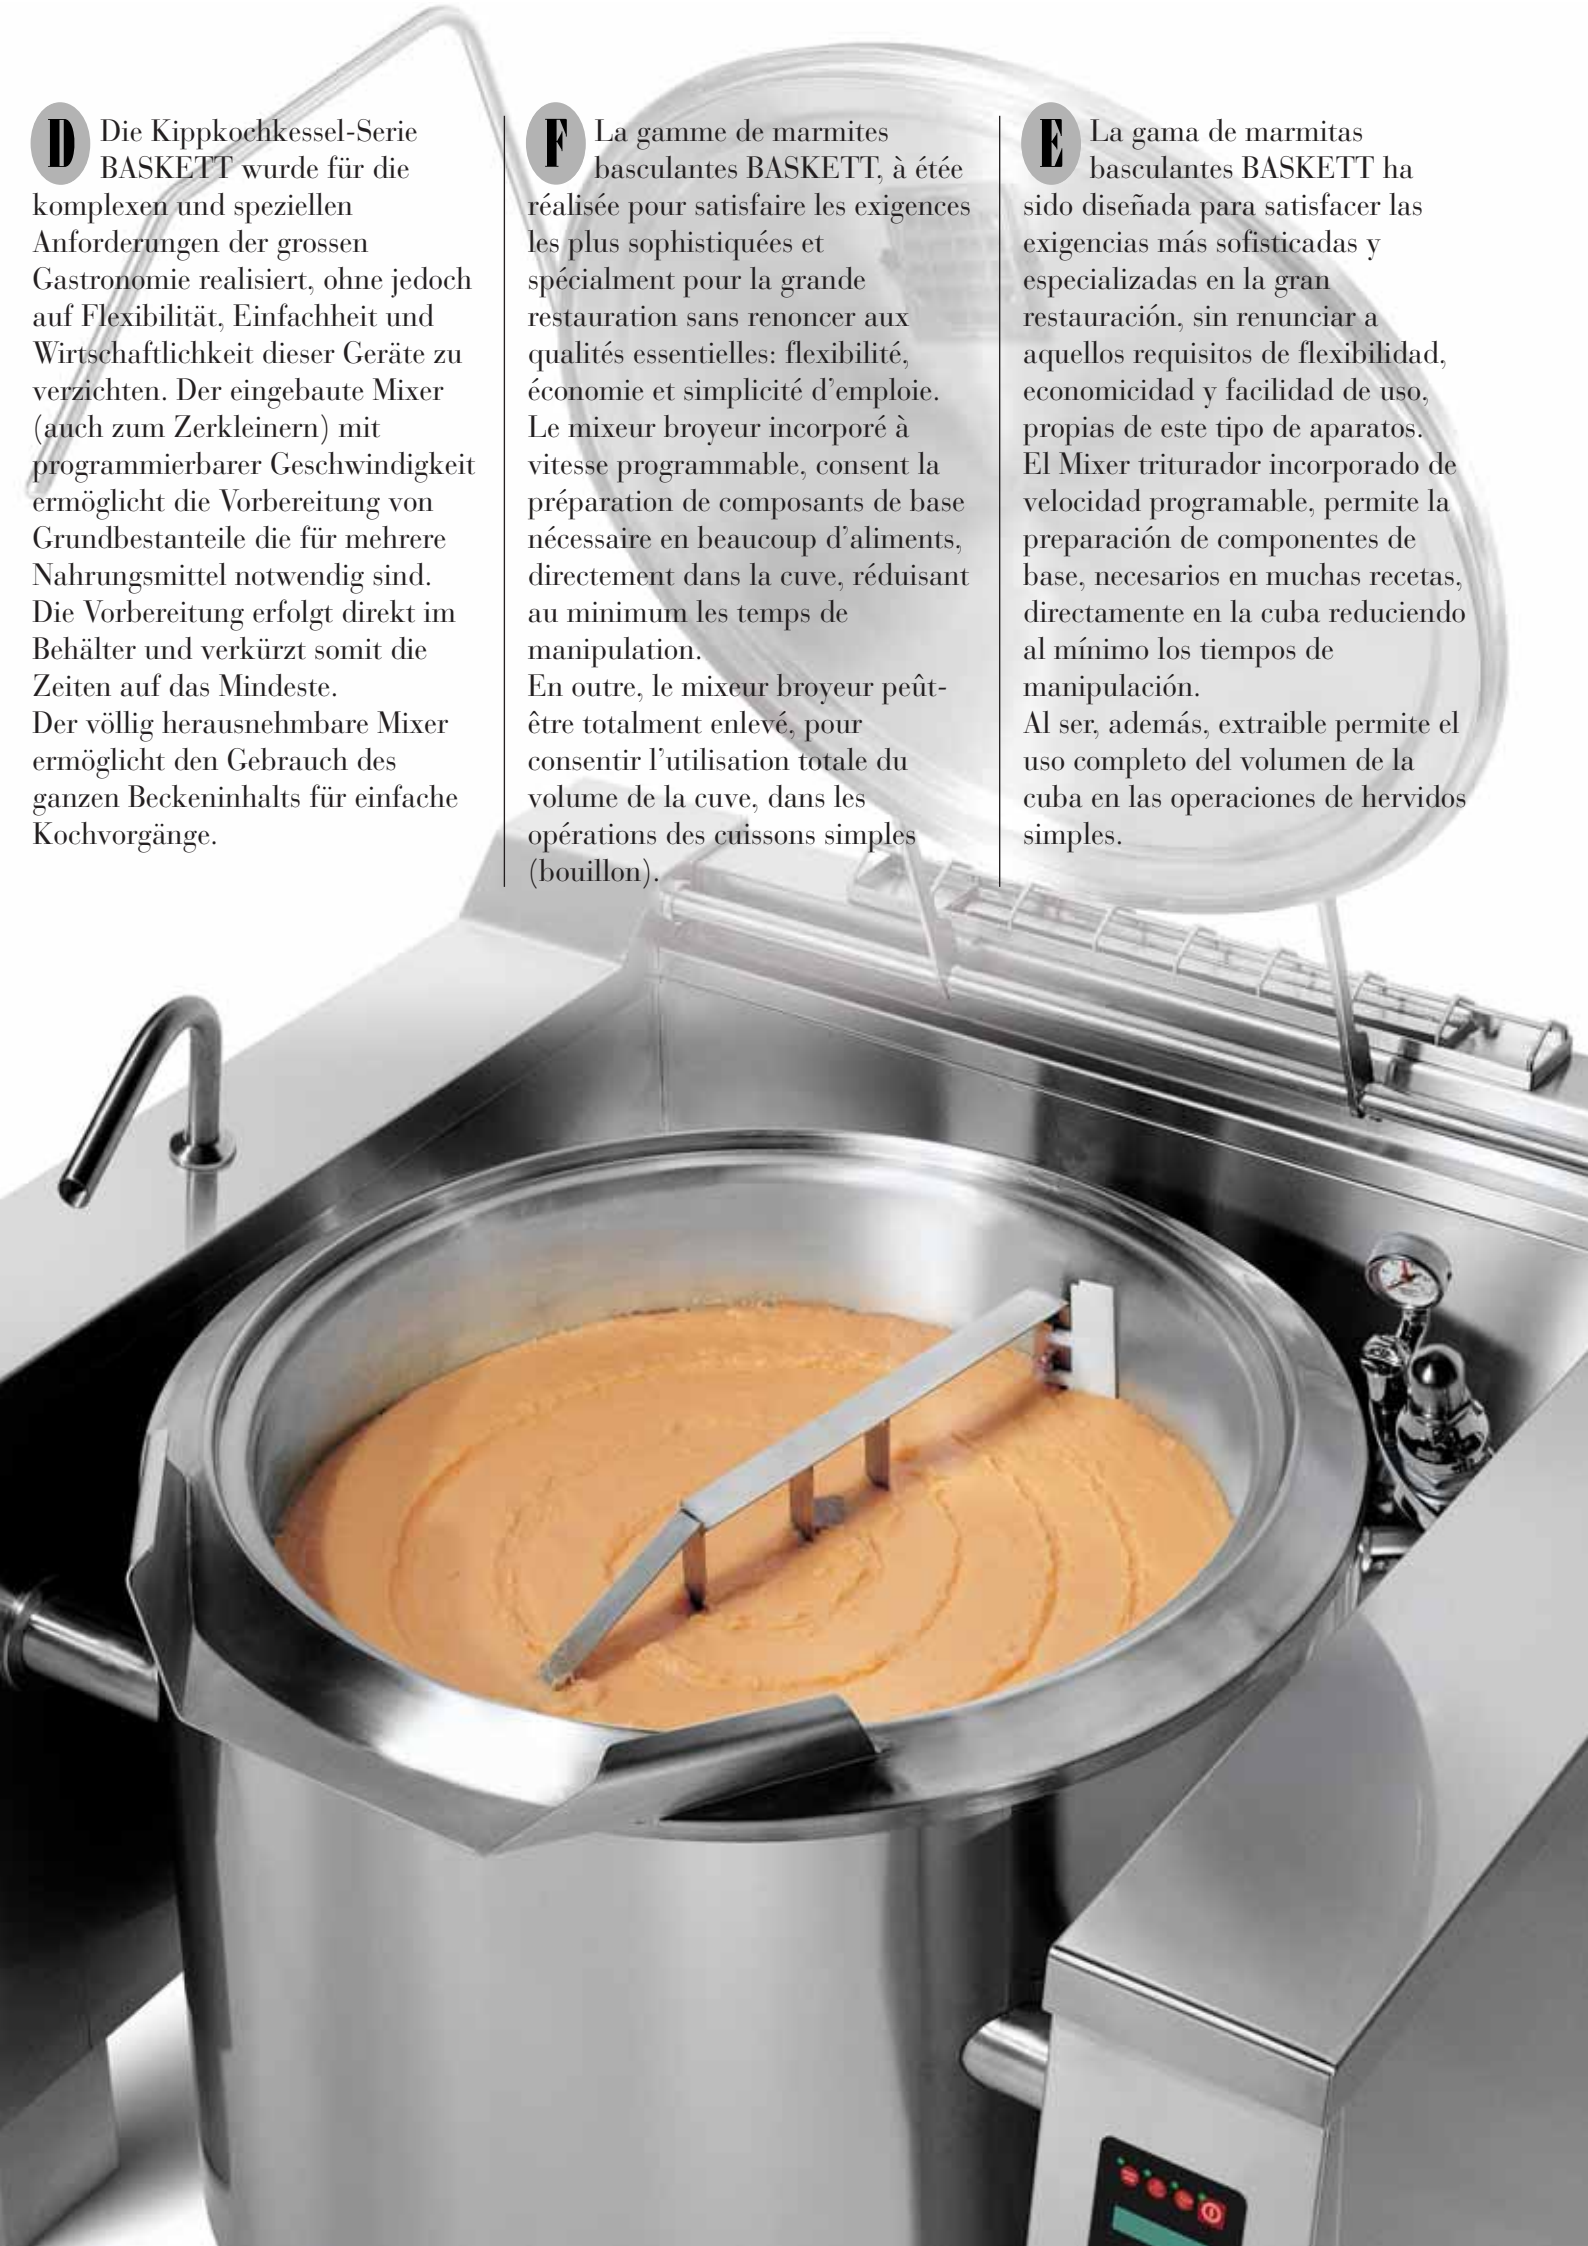 D Die Kippkochkessel-Serie
BASKETT wurde für die
komplexen und speziellen
Anforderungen der grossen
Gastronomie realisiert, ohne jedoch
auf Flexibilität, Einfachheit und
Wirtschaftlichkeit dieser Geräte zu
verzichten. Der eingebaute Mixer
(auch zum Zerkleinern) mit
programmierbarer Geschwindigkeit
ermöglicht die Vorbereitung von
Grundbestanteile die für mehrere
Nahrungsmittel notwendig sind.
Die Vorbereitung erfolgt direkt im
Behälter und verkürzt somit die
Zeiten auf das Mindeste.
Der völlig herausnehmbare Mixer
ermöglicht den Gebrauch des
ganzen Beckeninhalts für einfache
Kochvorgänge.
F La gamme de marmites
basculantes BASKETT, à étée
réalisée pour satisfaire les exigences
les plus sophistiquées et
spécialment pour la grande
restauration sans renoncer aux
qualités essentielles: flexibilité,
économie et simplicité d’emploie.
Le mixeur broyeur incorporé à
vitesse programmable, consent la
préparation de composants de base
nécessaire en beaucoup d’aliments,
directement dans la cuve, réduisant
au minimum les temps de
manipulation.
En outre, le mixeur broyeur peût-
être totalment enlevé, pour
consentir l’utilisation totale du
volume de la cuve, dans les
opérations des cuissons simples
(bouillon).
E La gama de marmitas
basculantes BASKETT ha
sido diseñada para satisfacer las
exigencias más sofisticadas y
especializadas en la gran
restauración, sin renunciar a
aquellos requisitos de flexibilidad,
economicidad y facilidad de uso,
propias de este tipo de aparatos.
El Mixer triturador incorporado de
velocidad programable, permite la
preparación de componentes de
base, necesarios en muchas recetas,
directamente en la cuba reduciendo
al mínimo los tiempos de
manipulación.
Al ser, además, extraible permite el
uso completo del volumen de la
cuba en las operaciones de hervidos
simples.